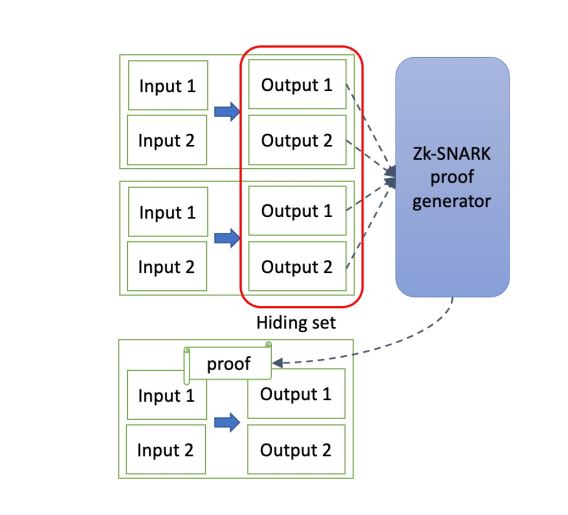 Input 1
Output 1
Input 2
Output 2
Input 1
Output 1
Input 2
Output 2
Zk-SNARK
proof
generator
Hiding set
proof
Input 1
Output 1
Input 2
Output 2